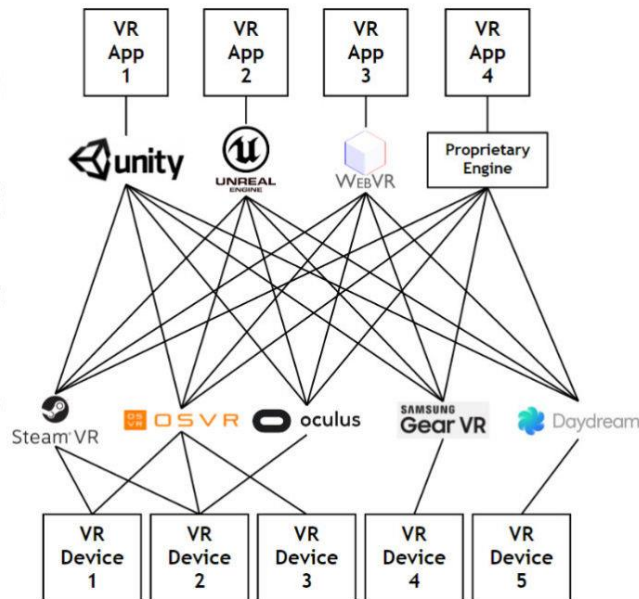 VR
App
1
VR
App
2
VR
App
3
VR
App
4
unity
UNREAL
ENGINE
WEBVR
Proprietary
Engine
Steam VR
OS
VR
OSVR
oculus
SAMSUNG
Gear VR
Daydream
VR
Device
1
VR
Device
2
VR
Device
3
VR
Device
4
VR
Device
5